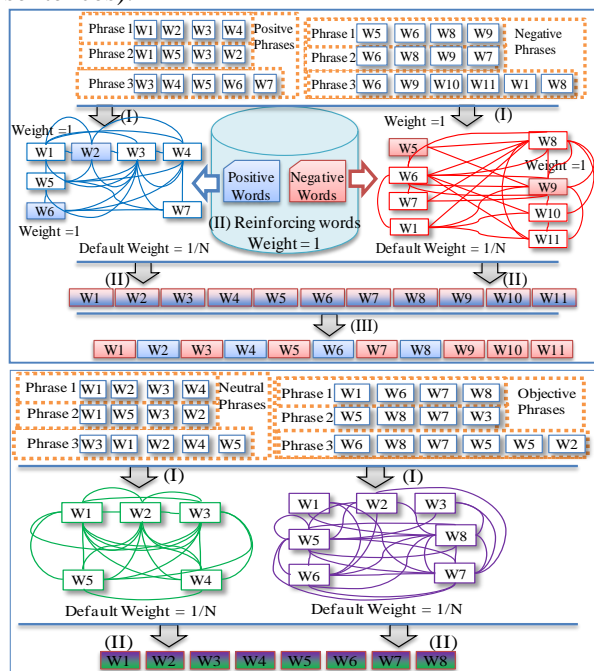 Phrase 1 W1 W2 W3 W4 Positve Phrases
Phrase 2 W1 W5 W3 W2
Phrase 3 W3 W4 W5 W6 W7
Phrase 1 W5 W6 W8 W9 Negative Phrases
Phrase 2 W6 W8 W9 W7
Phrase 3 W6 W9 W10 W11 W1 W8
(I)
(I)
Weight =1
W1 W2 W3 W4
W5
W6 W7
Weight =1
Default Weight = 1/N
Positive Words
Negative Words
(II) Reinforcing words
Weight = 1
Weight =1
W5 W8
Weight =1
W6 W9
W7
W10
W1
W11
Default Weight = 1/N
(II)
(II)
W1 W2 W3 W4 W5 W6 W7 W8 W9 W10 W11
(III)
W1 W2 W3 W4 W5 W6 W7 W8 W9 W10 W11
Phrase 1 W1 W2 W3 W4 Neutral Phrases
Phrase 2 W1 W5 W3 W2
Phrase 3 W3 W1 W2 W4 W5
Phrase 1 W1 W6 W7 W8 Objective Phrases
Phrase 2 W5 W8 W7 W3
Phrase 3 W6 W8 W7 W5 W5 W2
(I)
(I)
W1 W2 W3
W5 W4
Default Weight = 1/N
W1 W2 W3
W5 W8
W6 W7
Default Weight = 1/N
(II)
(II)
W1 W2 W3 W4 W5 W6 W7 W8